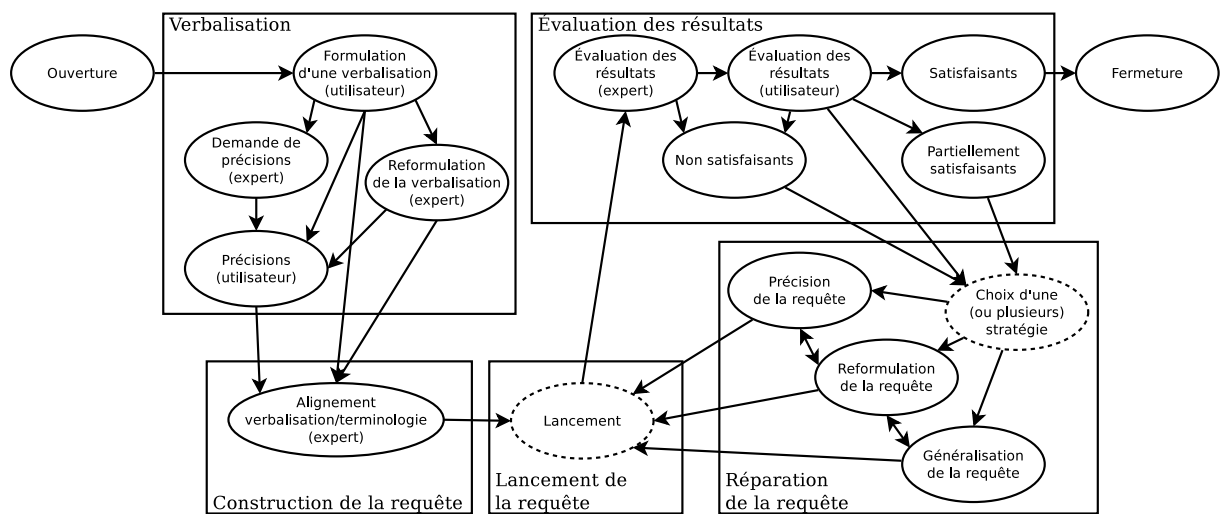 Verbalisation
Ouverture
Formulation
d'une verbalisation
(utilisateur)
Demande de
précisions
(expert)
Reformulation
de la verbalisation
(expert)
Précisions
(utilisateur)
Évaluation des résultats
Évaluation des
résultats
(expert)
Évaluation des
résultats
(utilisateur)
Satisfaisants
Fermeture
Non satisfaisants
Partiellement
satisfaisants
Alignement
verbalisation/terminologie
(expert)
Construction de la requête
Lancement
Lancement de
la requête
Précision
de la requête
Choix d'une
(ou plusieurs)
stratégie
Reformulation
de la requête
Généralisation
de la requête
Réparation
de la requête